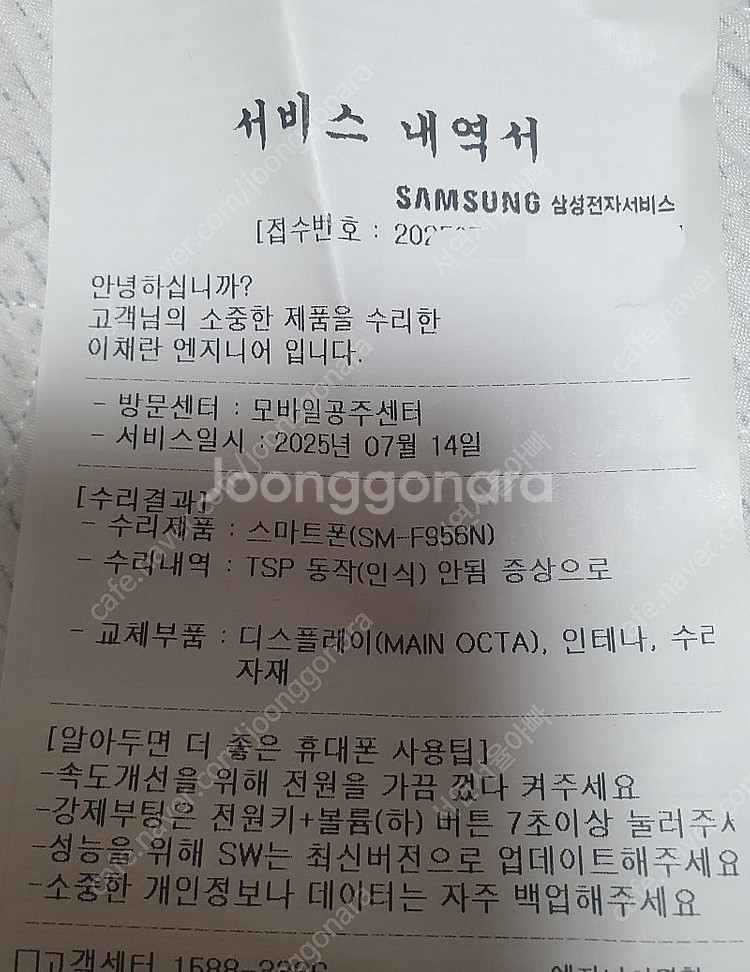 서비스 내역서
SAMSUNG 삼성전자서비스
[접수번호 : 202
안녕하십니까?
고객님의 소중한 제품을 수리한
이채란 엔지니어 입니다.
- 방문센터 : 모바일공주센터
- 서비스일시 : 2025년 07월 14일
Joonggonara
[수리결과]
- 수리제품 : 스마트폰(SM-F956N)
- 수리내역 : TSP 동작(인식) 안됨 증상으로
- 교체부품 : 디스플레이(MAIN OCTA), 인테나, 수리
자재
[알아두면 더 좋은 휴대폰 사용팁]
-속도개선을 위해 전원을 가끔 껐다 켜주세요
-강제부팅은 전원키+볼륨(하) 버튼 7초이상 눌러주
-성능을 위해 SW는 최신버전으로 업데이트해주세요
-소중한 개인정보나 데이터는 자주 백업해주세요
□고객센터 1588-